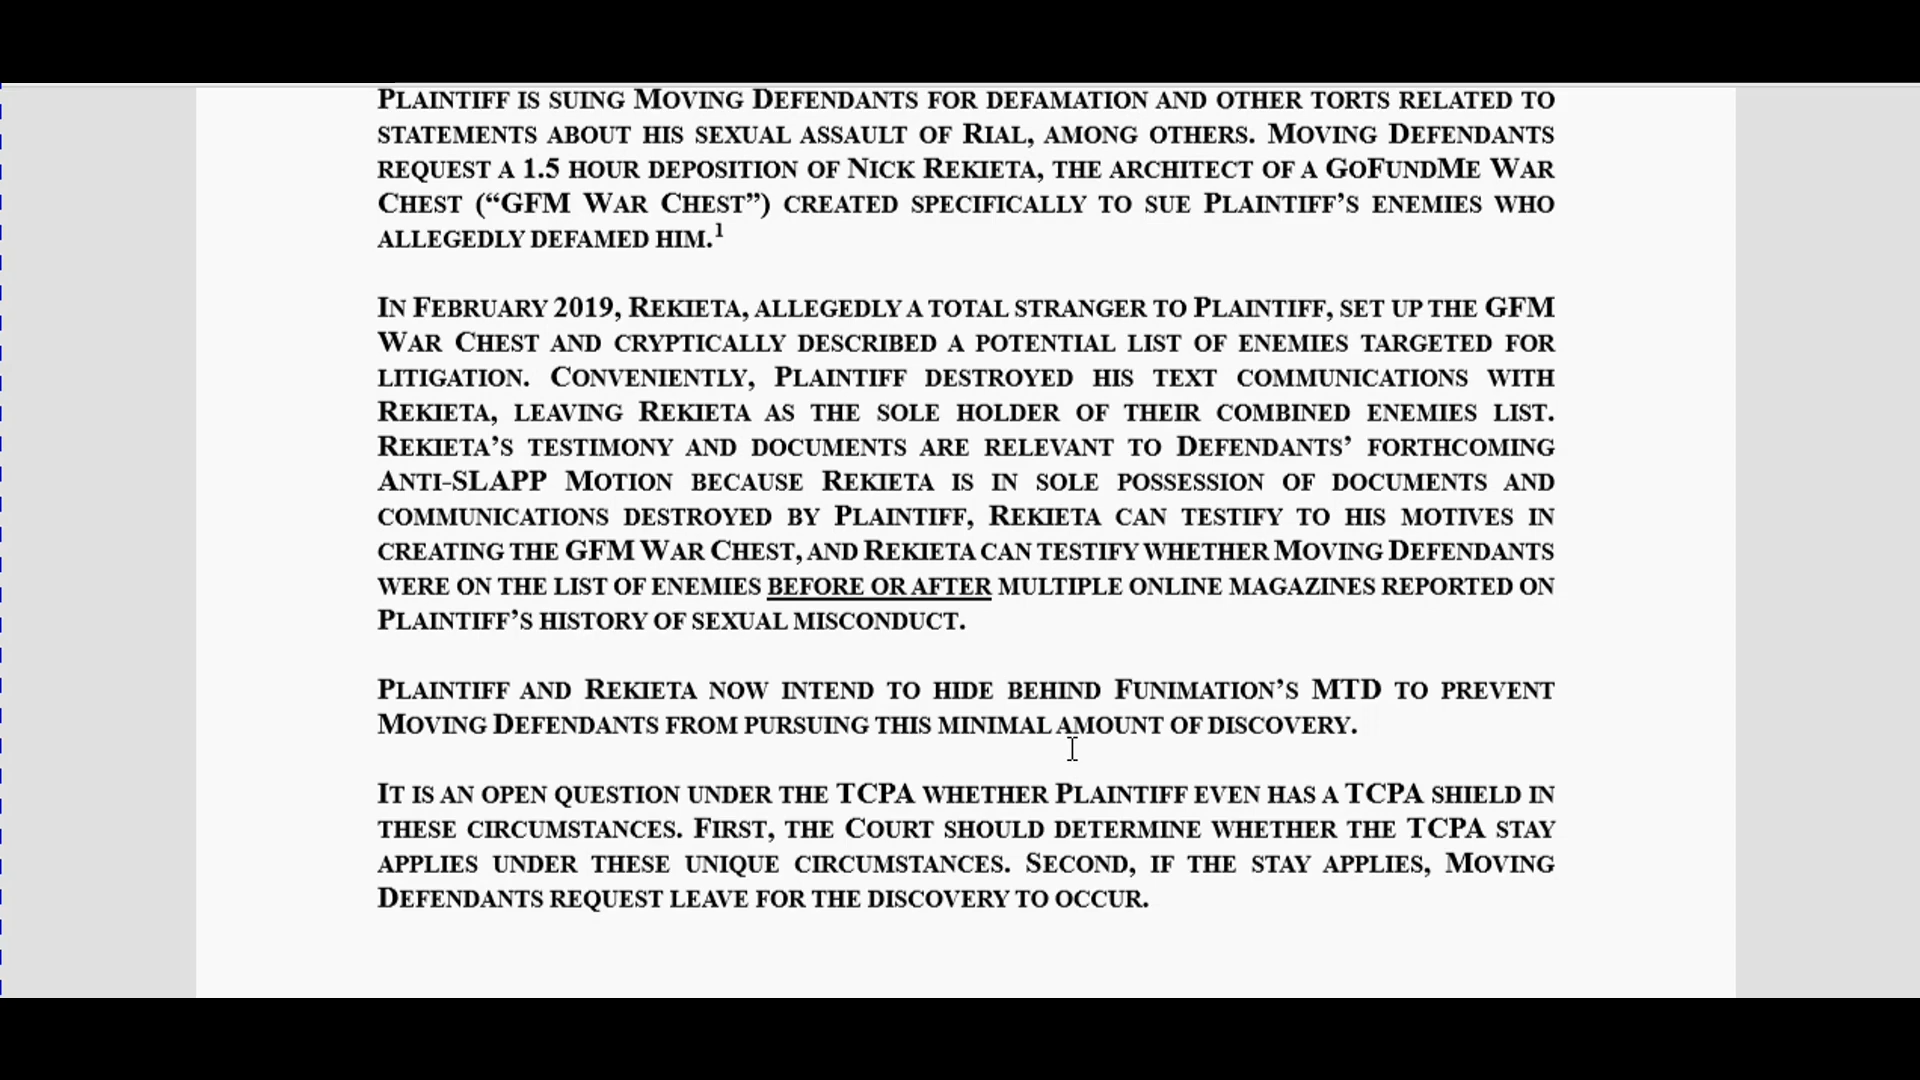 PLAINTIFF IS SUING MOVING DEFENDANTS FOR DEFAMATION AND OTHER TORTS RELATED TO
STATEMENTS ABOUT HIS SEXUAL ASSAULT OF RIAL, AMONG OTHERS. MOVING DEFENDANTS
REQUEST A 1.5 HOUR DEPOSITION OF NICK REKIETA, THE ARCHITECT OF A GOFUNDME WAR
CHEST (“GFM WAR CHEST”) CREATED SPECIFICALLY TO SUE PLAINTIFF’S ENEMIES WHO
ALLEGEDLY DEFAMED HIM.1
IN FEBRUARY 2019, REKIETA, ALLEGEDLY A TOTAL STRANGER TO PLAINTIFF, SET UP THE GFM
WAR CHEST AND CRYPTICALLY DESCRIBED A POTENTIAL LIST OF ENEMIES TARGETED FOR
LITIGATION. CONVENIENTLY, PLAINTIFF DESTROYED HIS TEXT COMMUNICATIONS WITH
REKIETA, LEAVING REKIETA AS THE SOLE HOLDER OF THEIR COMBINED ENEMIES LIST.
REKIETA’S TESTIMONY AND DOCUMENTS ARE RELEVANT TO DEFENDANTS’ FORTHCOMING
ANTI-SLAPP MOTION BECAUSE REKIETA IS IN SOLE POSSESSION OF DOCUMENTS AND
COMMUNICATIONS DESTROYED BY PLAINTIFF, REKIETA CAN TESTIFY TO HIS MOTIVES IN
CREATING THE GFM WAR CHEST, AND REKIETA CAN TESTIFY WHETHER MOVING DEFENDANTS
WERE ON THE LIST OF ENEMIES BEFORE OR AFTER MULTIPLE ONLINE MAGAZINES REPORTED ON
PLAINTIFF’S HISTORY OF SEXUAL MISCONDUCT.
PLAINTIFF AND REKIETA NOW INTEND TO HIDE BEHIND FUNIMATION’S MTD TO PREVENT
MOVING DEFENDANTS FROM PURSUING THIS MINIMAL AMOUNT OF DISCOVERY.
IT IS AN OPEN QUESTION UNDER THE TCPA WHETHER PLAINTIFF EVEN HAS A TCPA SHIELD IN
THESE CIRCUMSTANCES. FIRST, THE COURT SHOULD DETERMINE WHETHER THE TCPA STAY
APPLIES UNDER THESE UNIQUE CIRCUMSTANCES. SECOND, IF THE STAY APPLIES, MOVING
DEFENDANTS REQUEST LEAVE FOR THE DISCOVERY TO OCCUR.